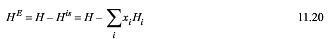 H^E = H − H^{is} = H − ∑_i x_i H_i 11.20